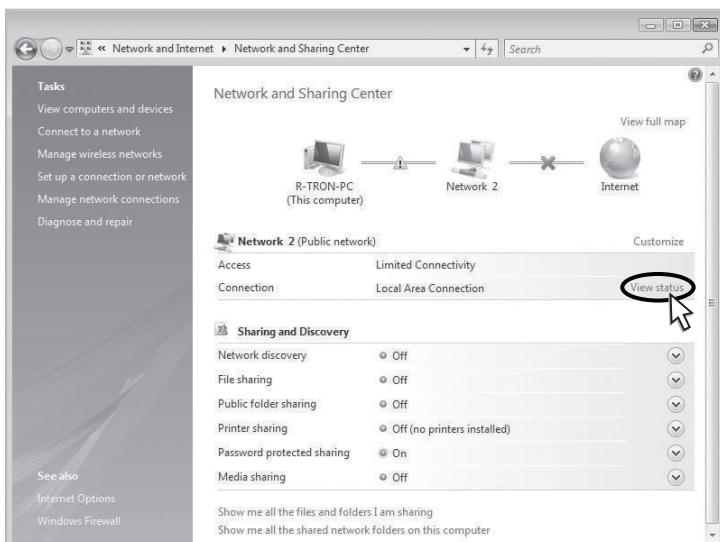 « Network and Internet ▸ Network and Sharing Center
Search
Tasks
View computers and devices
Connect to a network
Manage wireless networks
Set up a connection or network
Manage network connections
Diagnose and repair
See also
Internet Options
Windows Firewall
Network and Sharing Center
View full map
R-TRON-PC
(This computer)
Network 2
Internet
Network 2 (Public network)
Customize
Access Limited Connectivity
Connection Local Area Connection View status
Sharing and Discovery
Network discovery Off
File sharing Off
Public folder sharing Off
Printer sharing Off (no printers installed)
Password protected sharing On
Media sharing Off
Show me all the files and folders I am sharing
Show me all the shared network folders on this computer